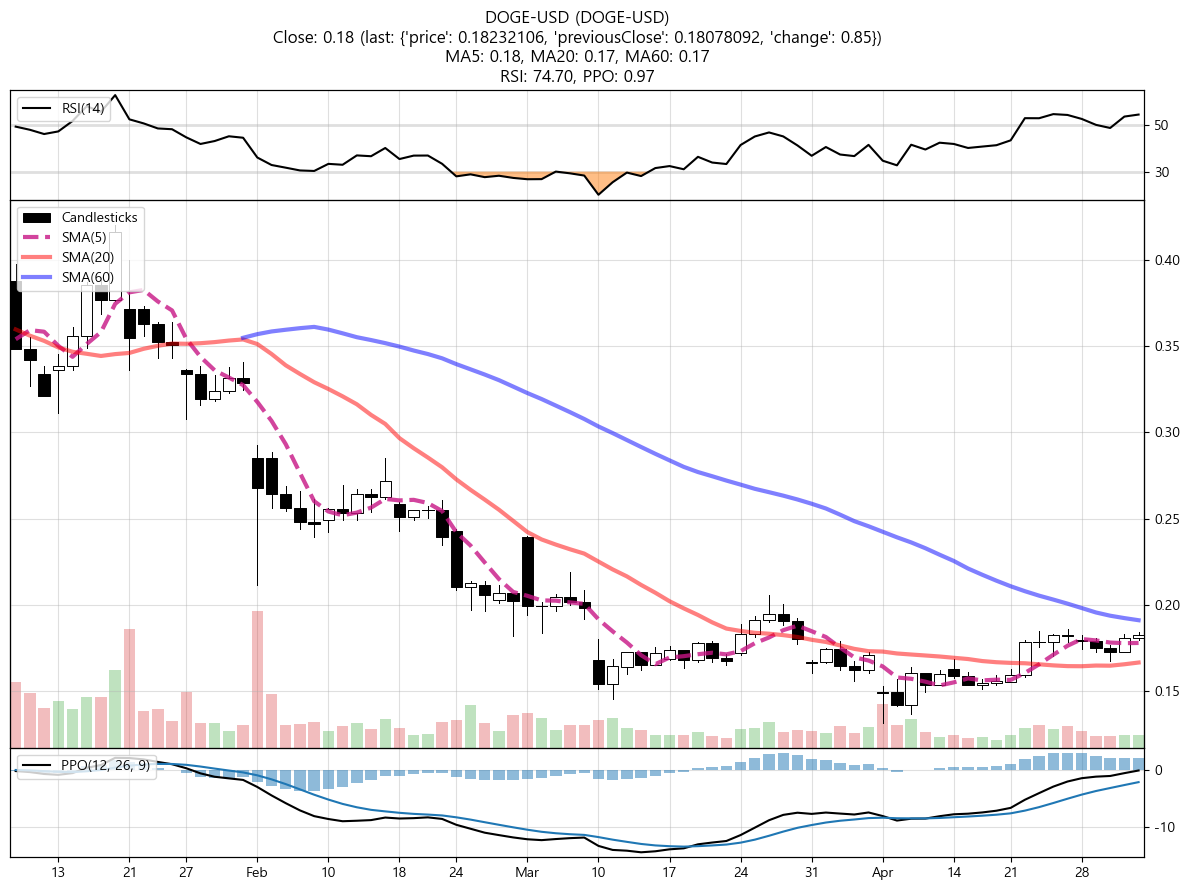 DOGE-USD (DOGE-USD)
Close: 0.18 (last: {'price': 0.18232106, 'previousClose': 0.18078092, 'change': 0.85})
MA5: 0.18, MA20: 0.17, MA60: 0.17
RSI: 74.70, PPO: 0.97
RSI(14)
50
30
Candlesticks
SMA(5)
SMA(20)
SMA(60)
0.40
0.35
0.30
0.25
0.20
0.15
PPO(12, 26, 9)
0
-10
13 21 27 Feb 10 18 24 Mar 10 17 24 31 Apr 14 21 28